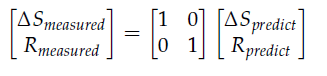 [ΔS_measured] = [1 0] [ΔS_predict]
[R_measured] [0 1] [R_predict]